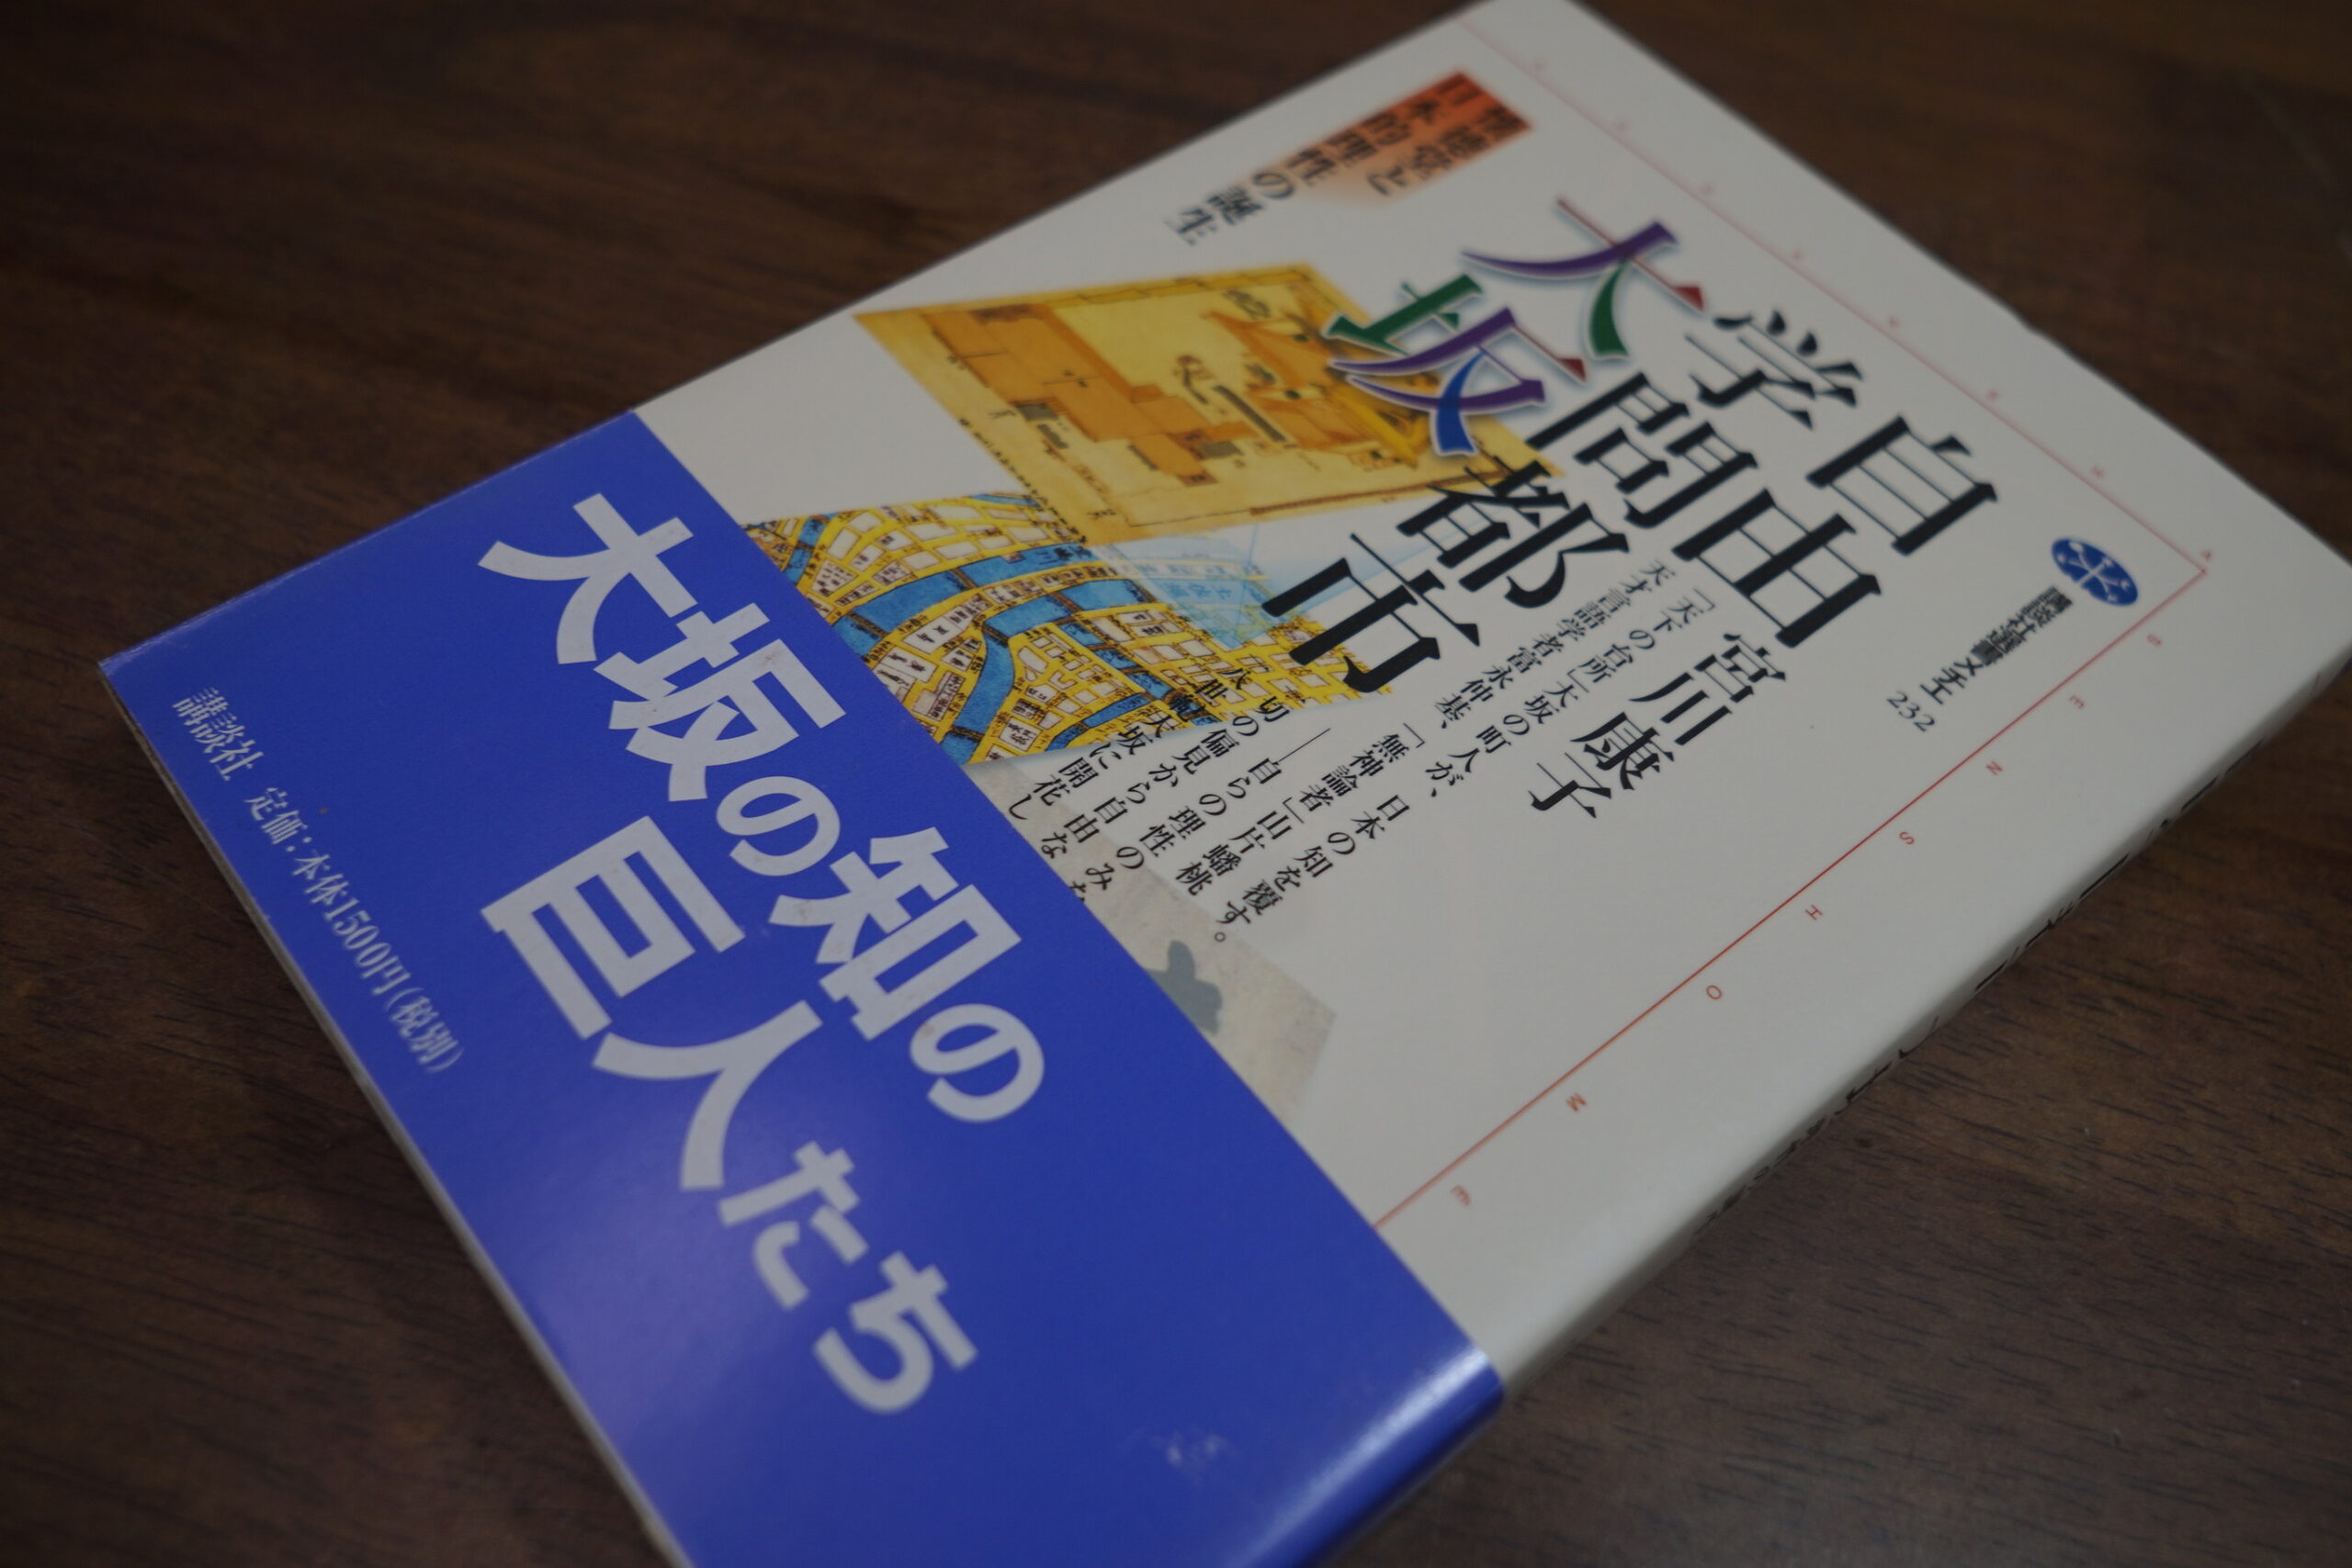 講談社選書メチエ
232
自由
学問都市
大坂
懐徳堂と
日本的理性の誕生
宮川康子
「天下の台所」大坂の町人が、日本の知を覆す。
天才言語学者富永仲基、「無神論者」山片蟠桃
――自らの理性のみ
切の偏見から自由な
八世紀大坂に開花し
S E N S H O M E
大坂の知の
巨人たち
講談社 定価:本体1500円(税別)